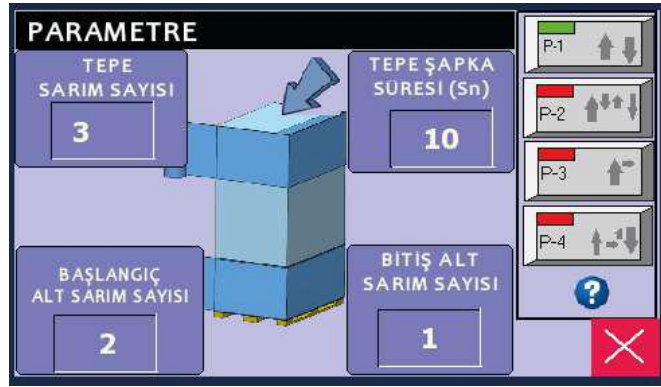 PARAMETRE
TEPE
SARIM SAYISI
3
TEPE ŞAPKA
SÜRESİ (Sn)
10
BAŞLANGIÇ
ALT SARIM SAYISI
2
BİTİŞ ALT
SARIM SAYISI
1
P-1
P-2
P-3
P-4
?